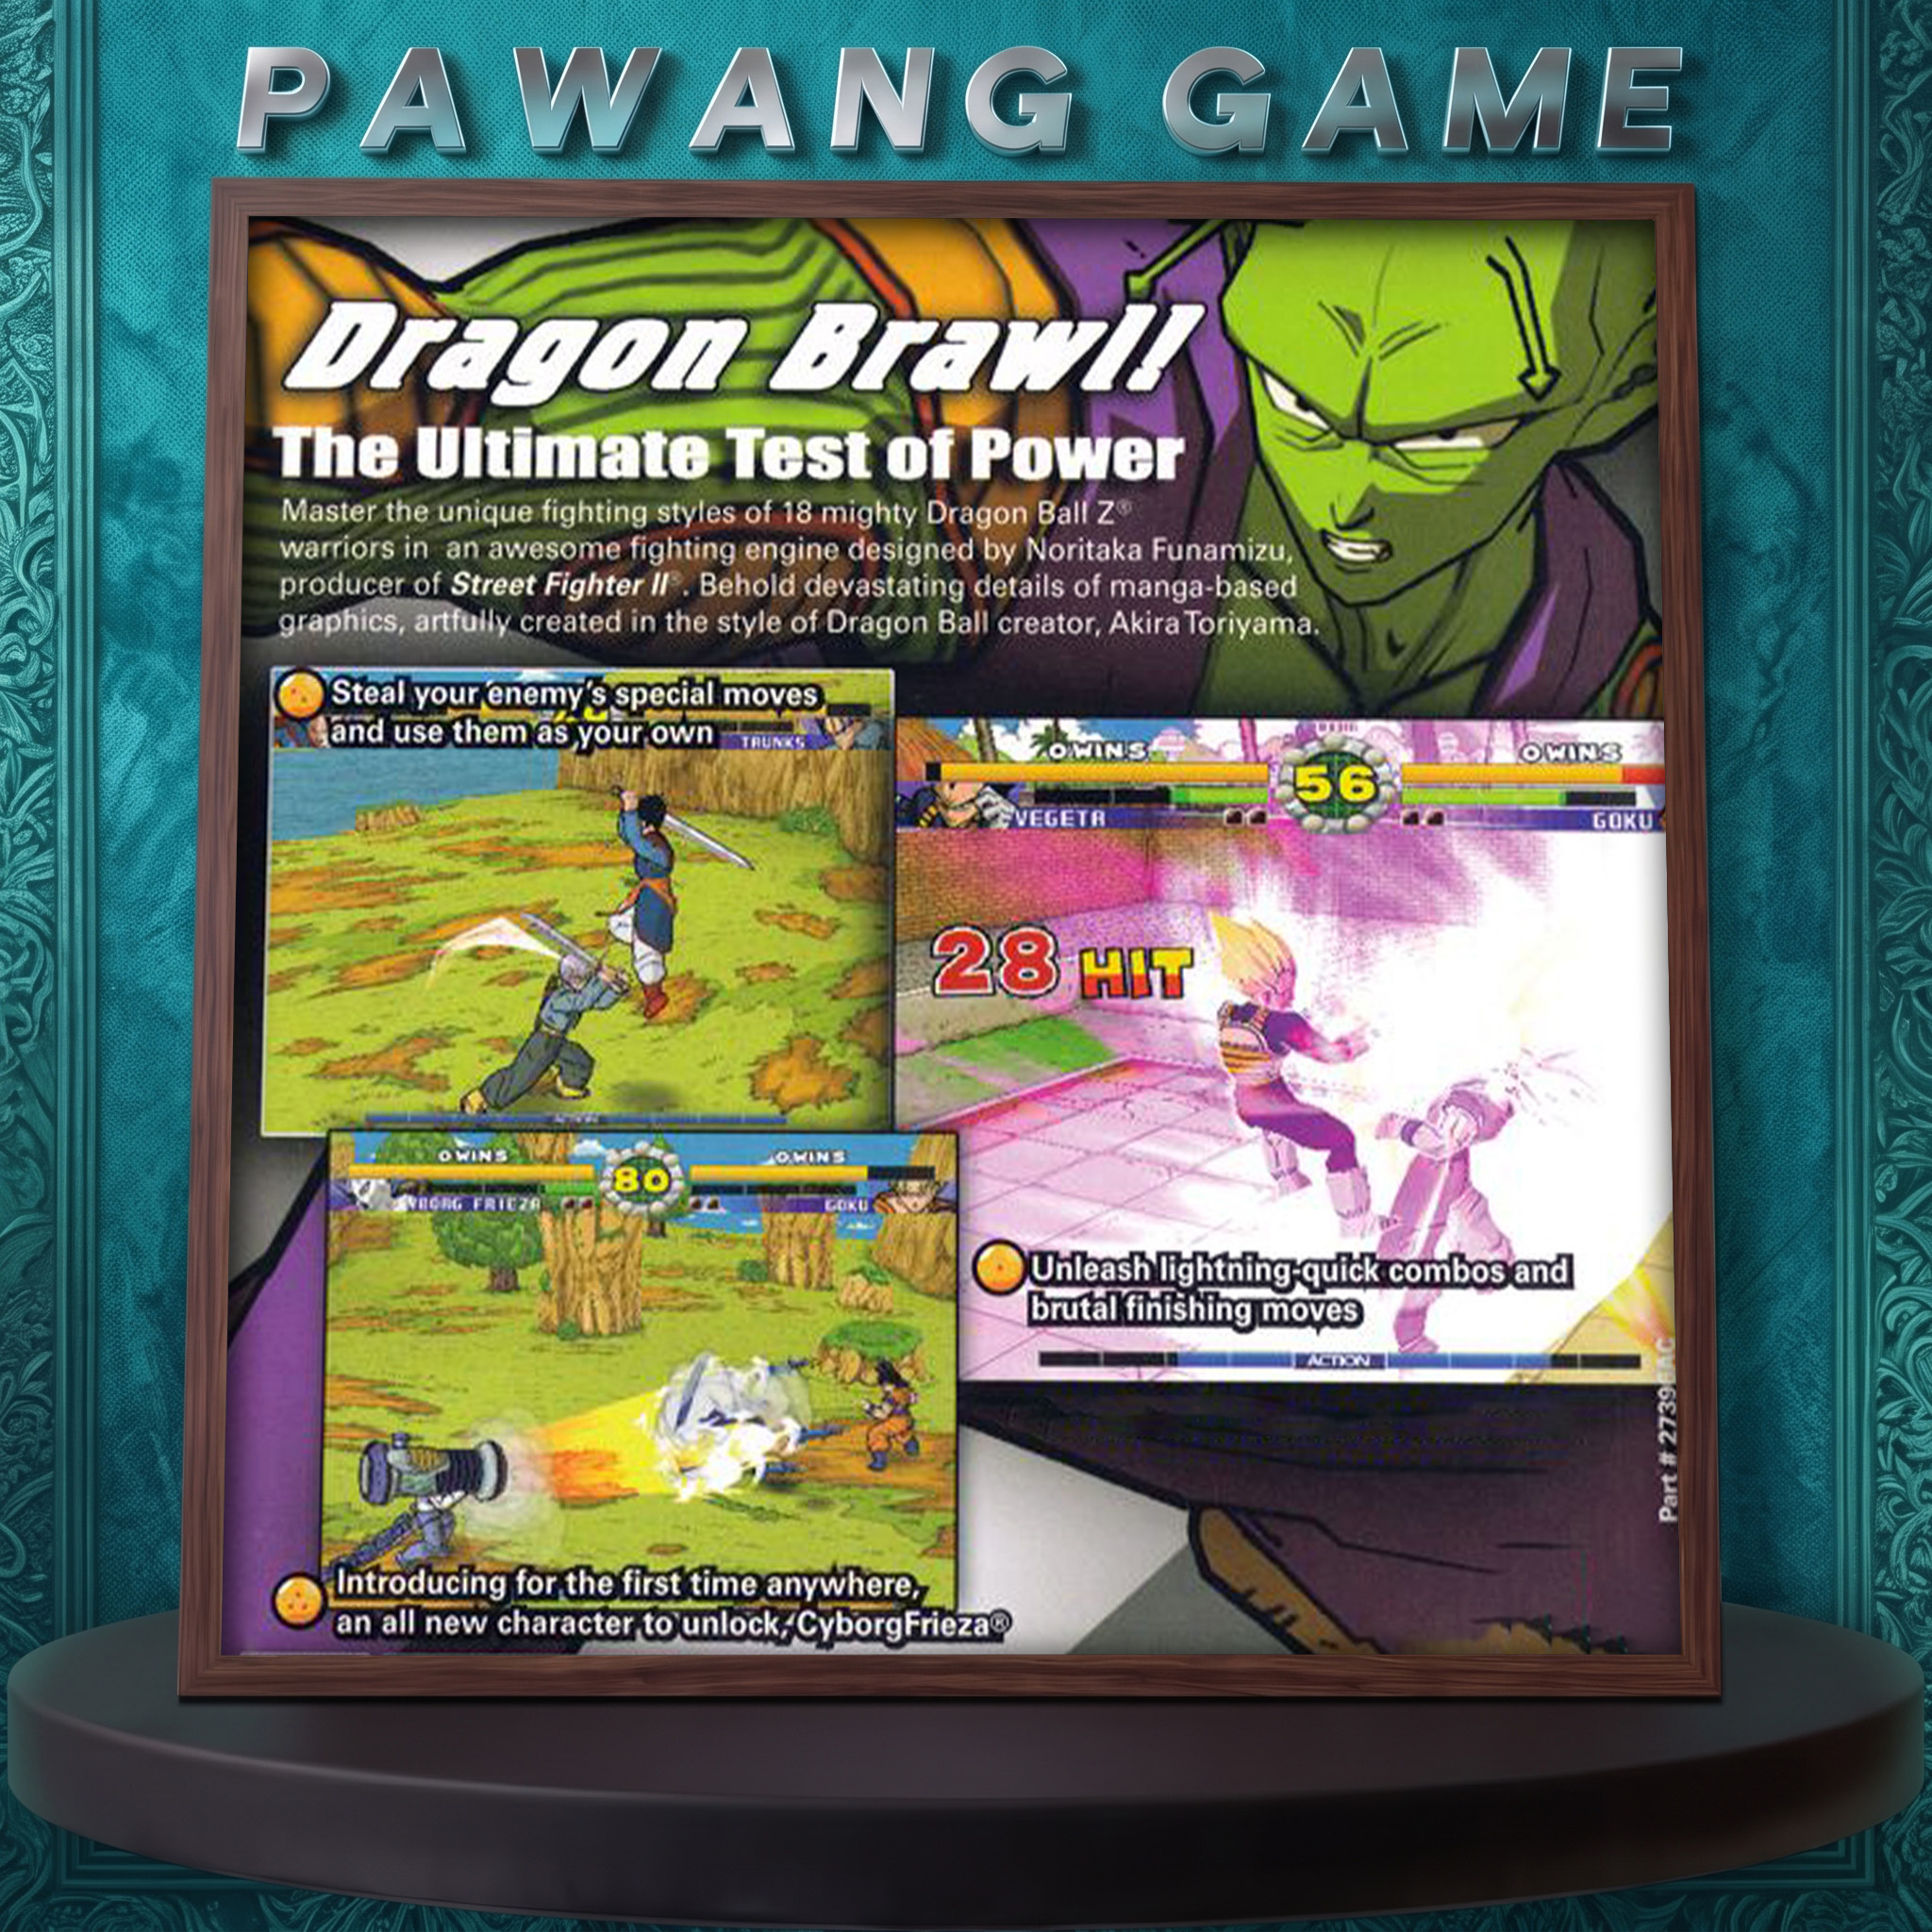 PAWANG GAME
Dragon Brawl!
The Ultimate Test of Power
Master the unique fighting styles of 18 mighty Dragon Ball Z®
warriors in an awesome fighting engine designed by Noritaka Funamizu,
producer of Street Fighter II®. Behold devastating details of manga-based
graphics, artfully created in the style of Dragon Ball creator, Akira Toriyama.
Steal your enemy's special moves
and use them as your own
TRUNKS
ACTION
0 WINS
0 WINS
56
VEGETA
GOKU
28 HIT
Unleash lightning-quick combos and
brutal finishing moves
ACTION
0 WINS
0 WINS
80
FRIEZA
GOKU
Introducing for the first time anywhere,
an all new character to unlock, CyborgFrieza®
Part #